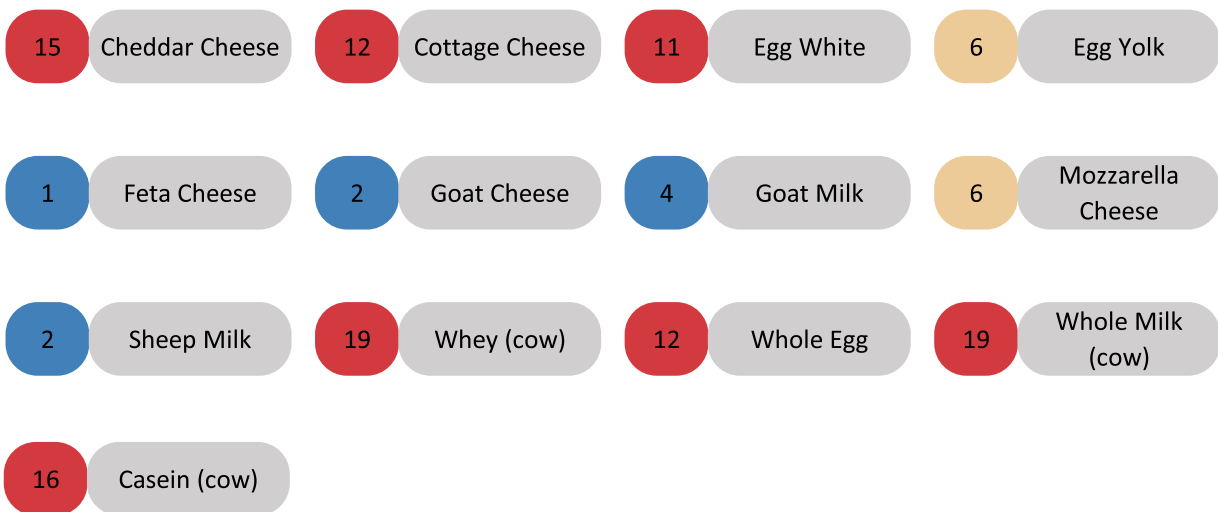 15 Cheddar Cheese 12 Cottage Cheese 11 Egg White 6 Egg Yolk
1 Feta Cheese 2 Goat Cheese 4 Goat Milk 6 Mozzarella
Cheese
2 Sheep Milk 19 Whey (cow) 12 Whole Egg 19 Whole Milk
(cow)
16 Casein (cow)